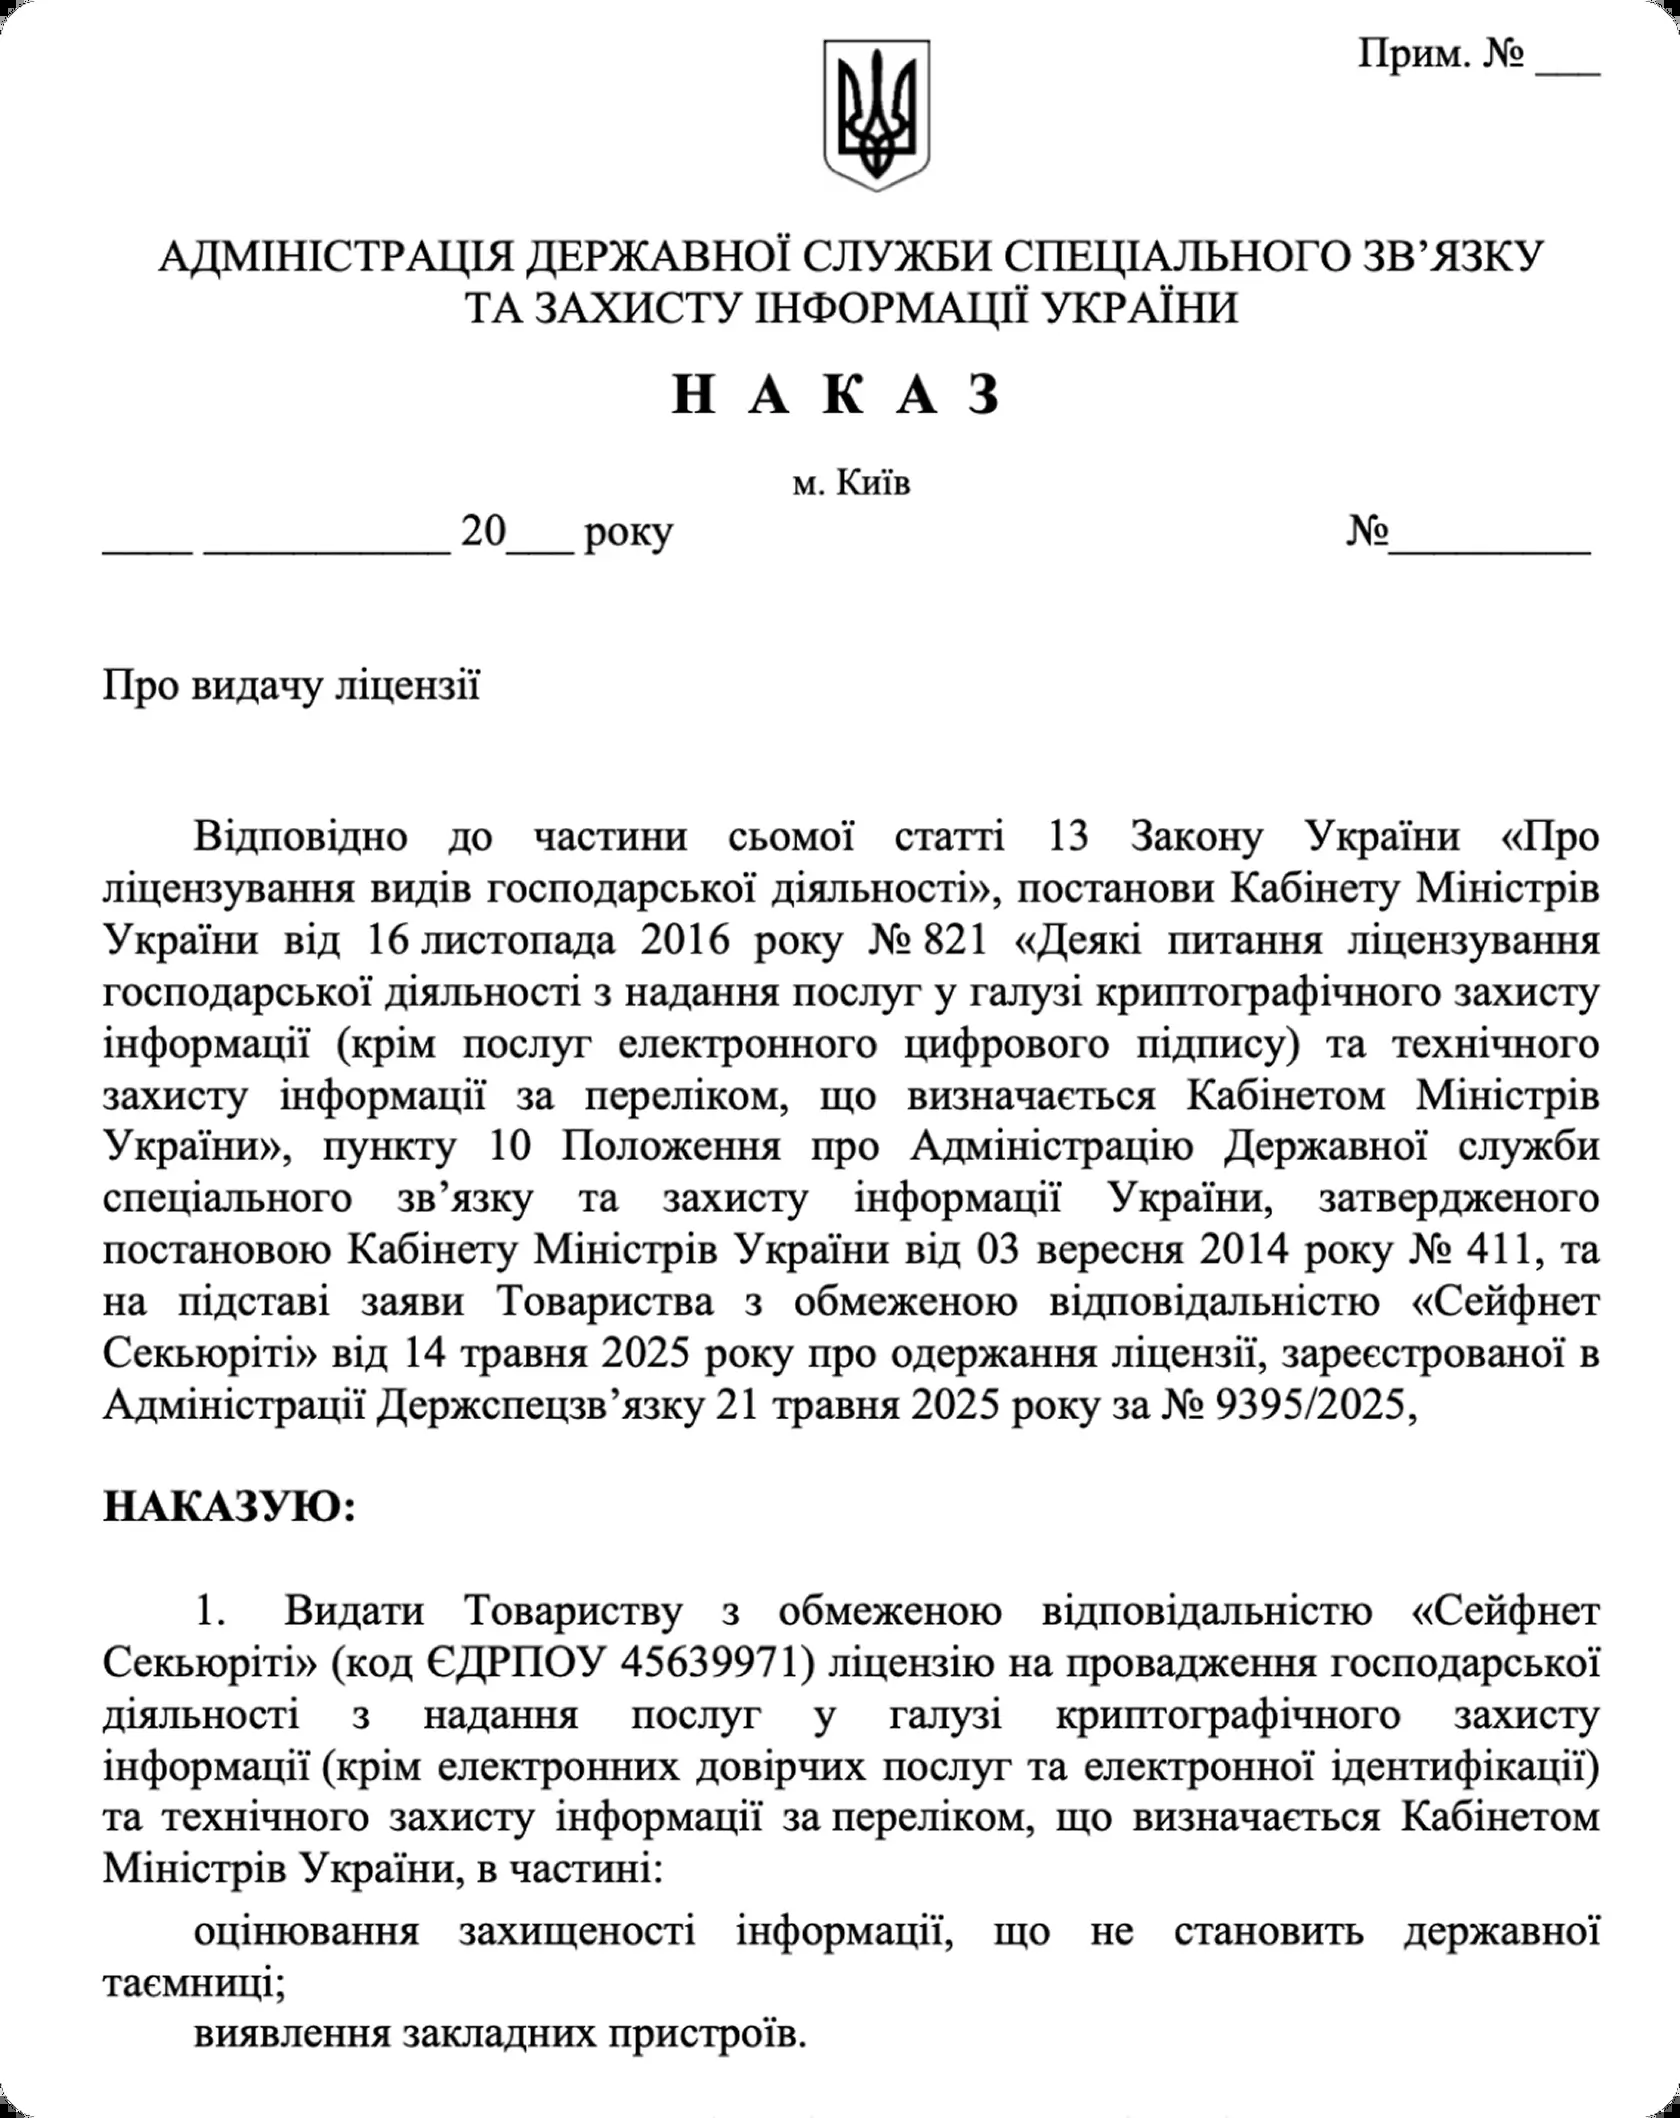 Прим. № ___
АДМІНІСТРАЦІЯ ДЕРЖАВНОЇ СЛУЖБИ СПЕЦІАЛЬНОГО ЗВ’ЯЗКУ
ТА ЗАХИСТУ ІНФОРМАЦІЇ УКРАЇНИ
Н А К А З
м. Київ
____ ___________ 20___ року №_________
Про видачу ліцензії
Відповідно до частини сьомої статті 13 Закону України «Про
ліцензування видів господарської діяльності», постанови Кабінету Міністрів
України від 16 листопада 2016 року № 821 «Деякі питання ліцензування
господарської діяльності з надання послуг у галузі криптографічного захисту
інформації (крім послуг електронного цифрового підпису) та технічного
захисту інформації за переліком, що визначається Кабінетом Міністрів
України», пункту 10 Положення про Адміністрацію Державної служби
спеціального зв’язку та захисту інформації України, затвердженого
постановою Кабінету Міністрів України від 03 вересня 2014 року № 411, та
на підставі заяви Товариства з обмеженою відповідальністю «Сейфнет
Секьюріті» від 14 травня 2025 року про одержання ліцензії, зареєстрованої в
Адміністрації Держспецзв’язку 21 травня 2025 року за № 9395/2025,
НАКАЗУЮ:
1. Видати Товариству з обмеженою відповідальністю «Сейфнет
Секьюріті» (код ЄДРПОУ 45639971) ліцензію на провадження господарської
діяльності з надання послуг у галузі криптографічного захисту
інформації (крім електронних довірчих послуг та електронної ідентифікації)
та технічного захисту інформації за переліком, що визначається Кабінетом
Міністрів України, в частині:
оцінювання захищеності інформації, що не становить державної
таємниці;
виявлення закладних пристроїв.